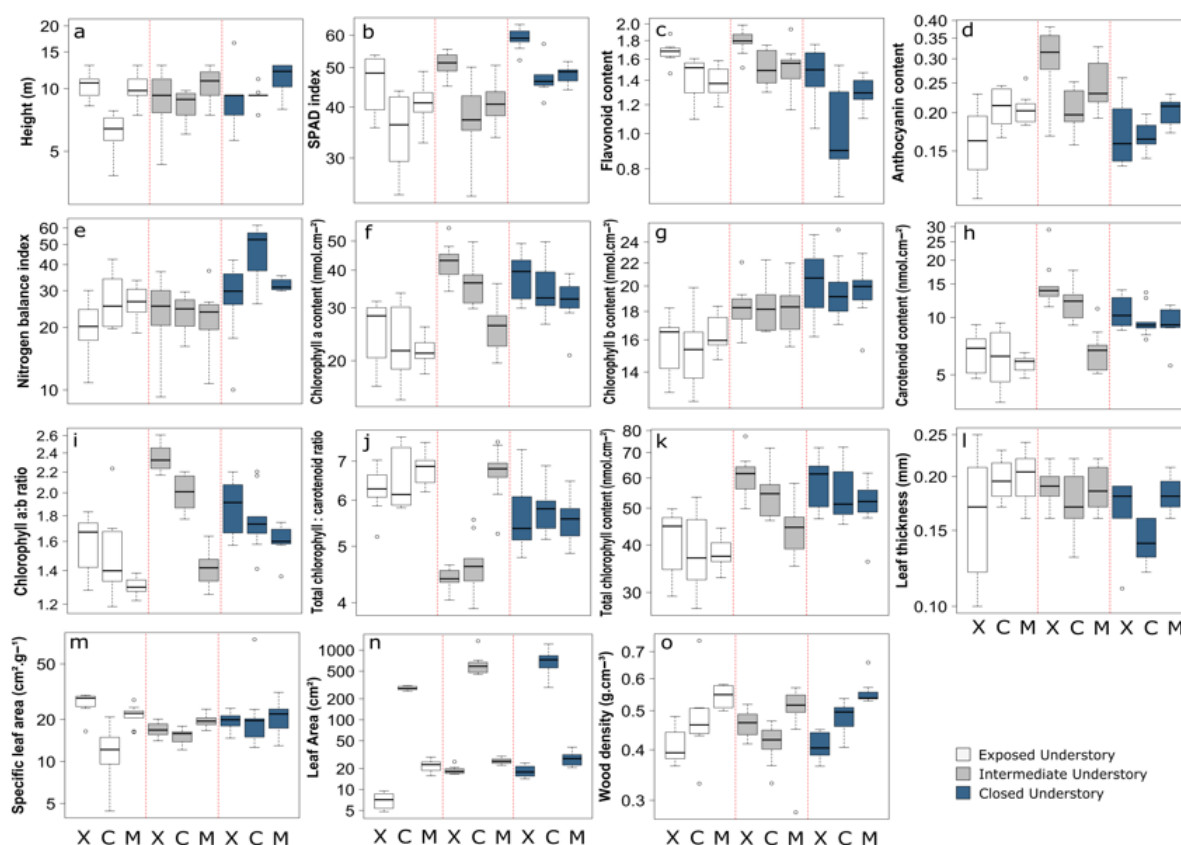 a
Height (m)
20
15
10
5
b
SPAD index
60
50
40
30
c
Flavonoid content
2.0
1.8
1.6
1.4
1.2
1.0
0.8
d
Anthocyanin content
0.40
0.30
0.20
0.15
e
Nitrogen balance index
60
50
40
30
20
10
f
Chlorophyll a content (nmol.cm⁻²)
50
40
30
20
g
Chlorophyll b content (nmol.cm⁻²)
24
22
20
18
16
14
h
Carotenoid content (nmol.cm⁻²)
30
20
15
10
5
i
Chlorophyll a:b ratio
2.6
2.4
2.2
2.0
1.8
1.6
1.4
1.2
j
Total chlorophyll : carotenoid ratio
7
6
5
4
k
Total chlorophyll content (nmol.cm⁻²)
80
70
60
50
40
30
l
Leaf thickness (mm)
0.25
0.20
0.15
0.10
X C M X C M X C M
m
Specific leaf area (cm².g⁻¹)
50
20
10
5
X C M X C M X C M
n
Leaf Area (cm²)
1000
500
200
100
50
20
10
5
X C M X C M X C M
o
Wood density (g.cm⁻³)
0.7
0.6
0.5
0.4
0.3
X C M X C M X C M
Exposed Understory
Intermediate Understory
Closed Understory